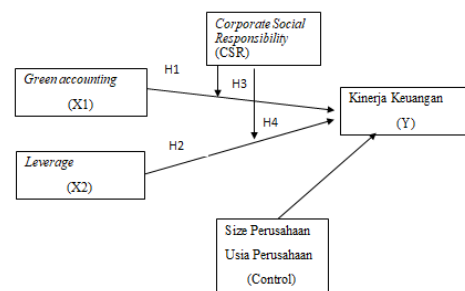 Corporate Social
Responsibility
(CSR)
H1
H3
Green accounting
(X1)
Kinerja Keuangan
(Y)
H4
H2
Leverage
(X2)
Size Perusahaan
Usia Perusahaan
(Control)